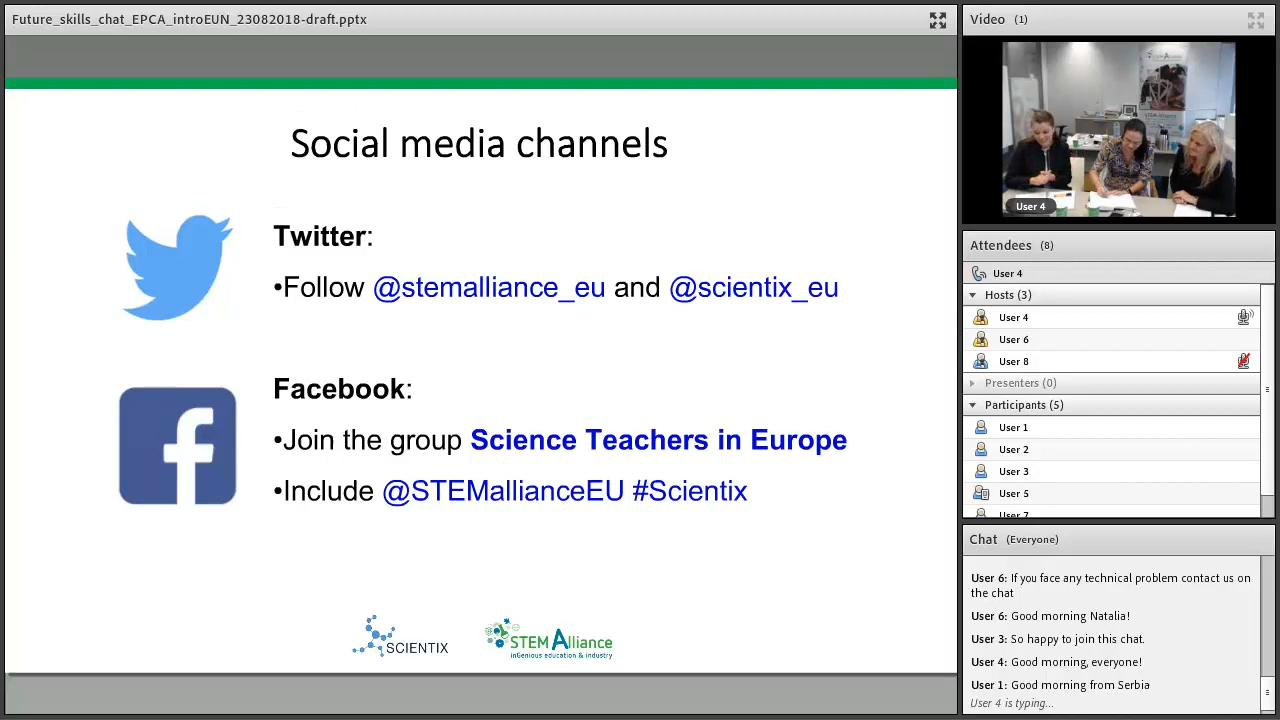 Future_skills_chat_EPCA_introEUN_23082018-draft.pptx
Social media channels
Twitter:
•Follow @stemalliance_eu and @scientix_eu
Facebook:
•Join the group Science Teachers in Europe
•Include @STEMallianceEU #Scientix
SCIENTIX
STEM Alliance
inGenious education & industry
Video (1)
STEM Alliance
User 4
Attendees (8)
User 4
Hosts (3)
User 4
User 6
User 8
Presenters (0)
Participants (5)
User 1
User 2
User 3
User 5
User 7
Chat (Everyone)
User 6: If you face any technical problem contact us on
the chat
User 6: Good morning Natalia!
User 3: So happy to join this chat.
User 4: Good morning, everyone!
User 1: Good morning from Serbia
User 4 is typing...